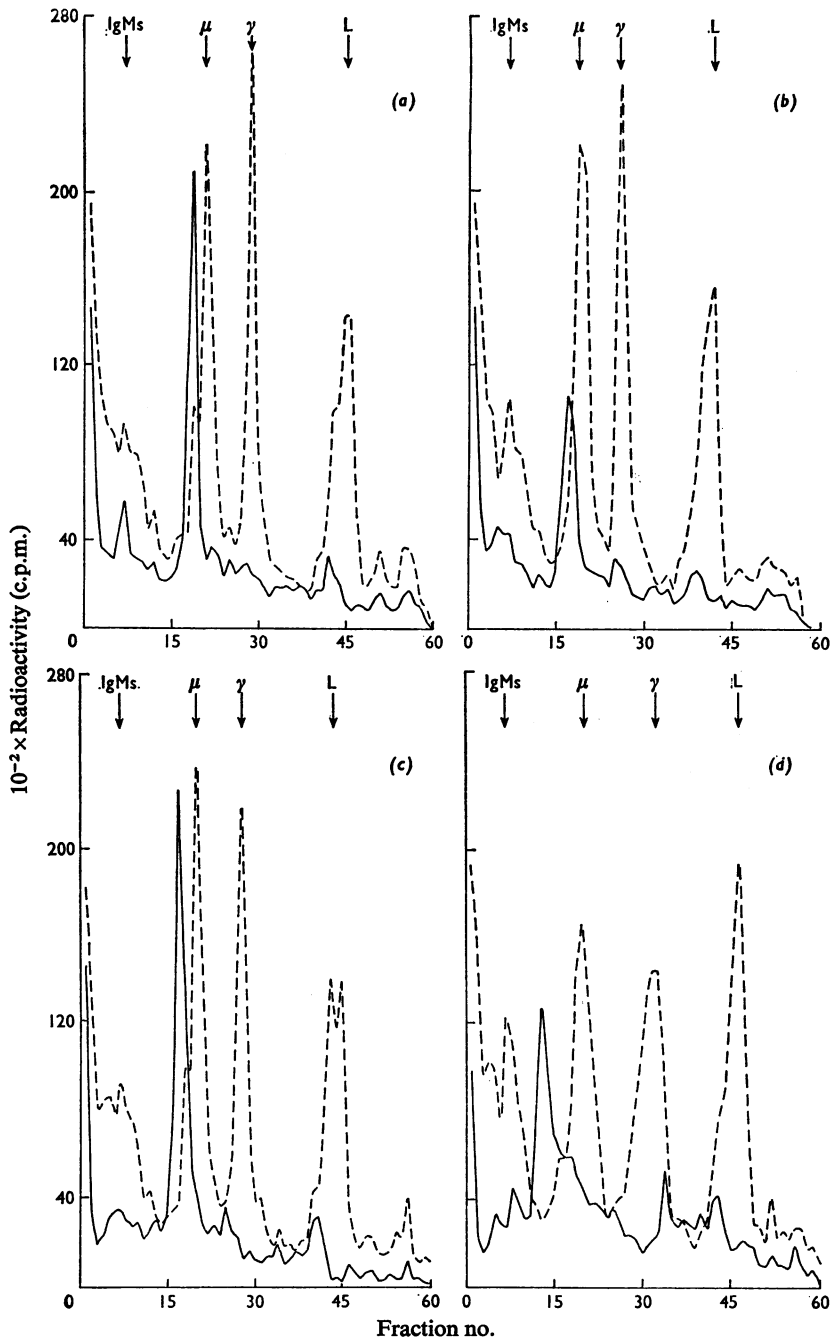 280
200
120
40
IgMs μ γ L
(a)
0 15 30 45 60
IgMs μ γ L
(b)
0 15 30 45 60
280
200
120
40
IgMs μ γ L
(c)
0 15 30 45 60
IgMs μ γ L
(d)
0 15 30 45 60
10⁻² × Radioactivity (c.p.m.)
Fraction no.